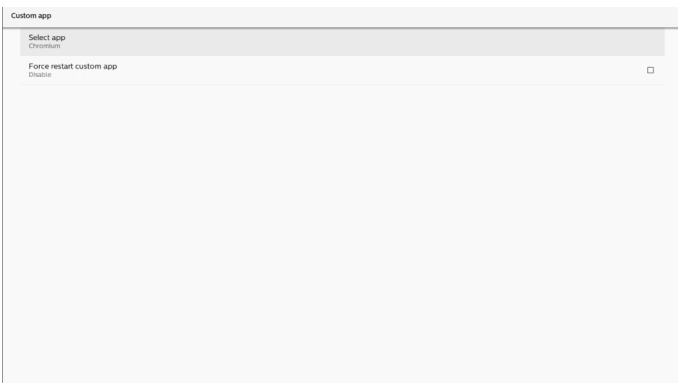 Custom app
Select app
Chromium
Force restart custom app
Disable